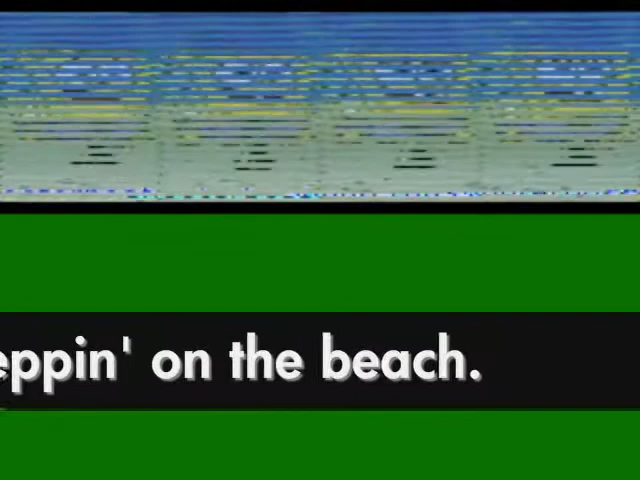 eppin' on the beach.